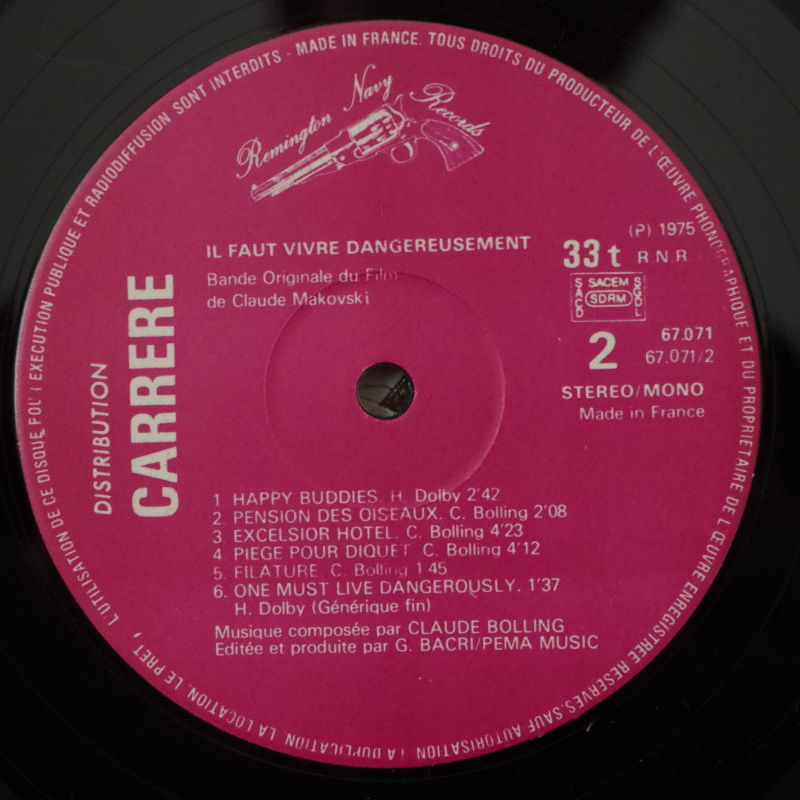 L'UTILISATION DE CE DISQUE POUR EXECUTION PUBLIQUE ET RADIODIFFUSION SONT INTERDITS - MADE IN FRANCE. TOUS DROITS DU PRODUCTEUR DE L'ŒUVRE PHONOGRAPHIQUE ET DU PROPRIETAIRE DE L'ŒUVRE ENREGISTREE RESERVES.SAUF AUTORISATION LA DUPLICATION LA LOCATION, LE PRET,
Remington Navy Records
IL FAUT VIVRE DANGEREUSEMENT
Bande Originale du Film
de Claude Makovski
(P) 1975
33 t R.N.R.
SACEM
SACD
SDRM
SGDL
2
67.071
67.071/2
STEREO/MONO
Made in France
DISTRIBUTION
CARRERE
1 HAPPY BUDDIES. H. Dolby 2'42
2 PENSION DES OISEAUX. C. Bolling 2'08
3 EXCELSIOR HOTEL. C. Bolling 4'23
4 PIEGE POUR DIQUET C. Bolling 4'12
5. FILATURE. C. Bolling 1'45
6. ONE MUST LIVE DANGEROUSLY. 1'37
H. Dolby (Générique fin)
Musique composée par CLAUDE BOLLING
Editée et produite par G. BACRI/PEMA MUSIC